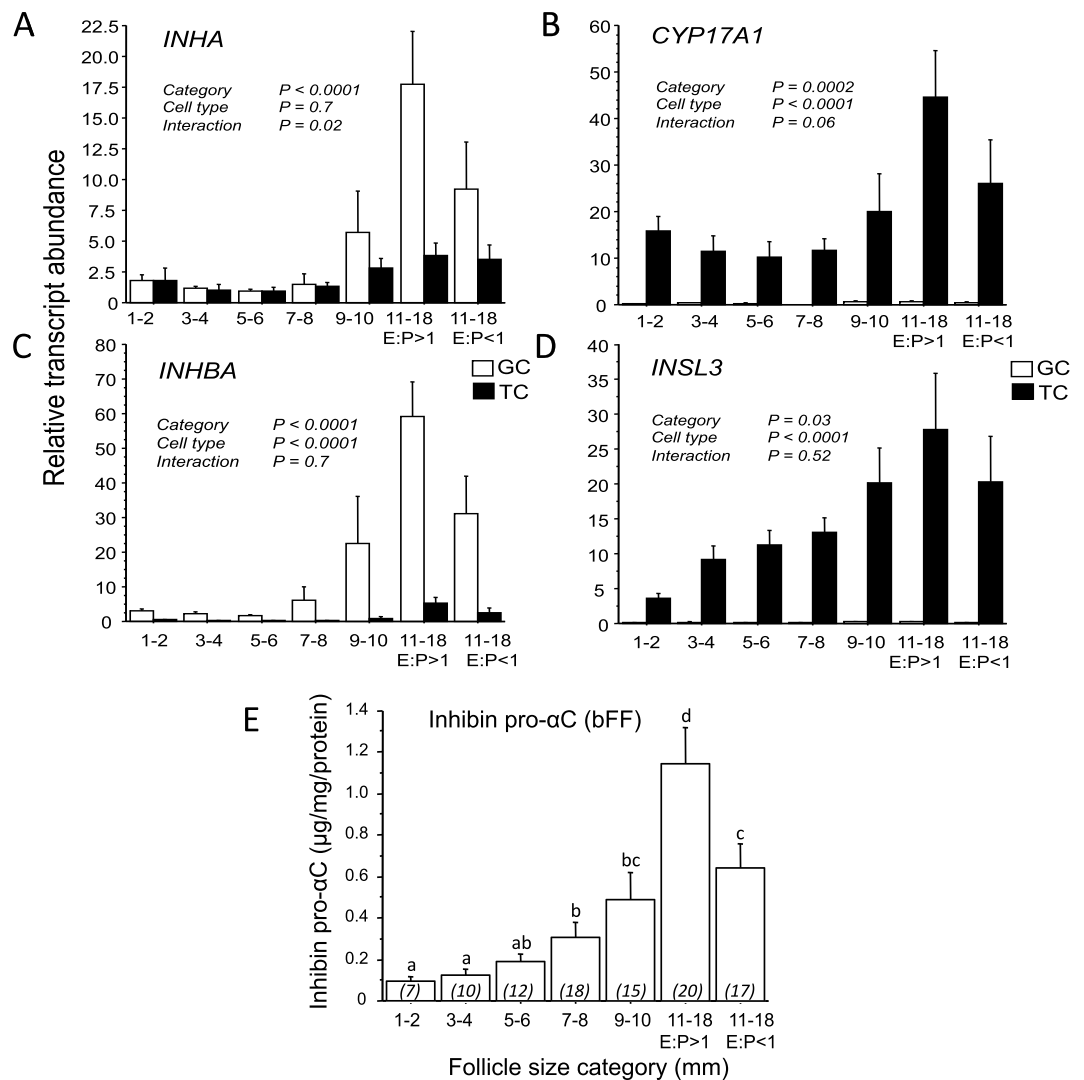 A
INHA
Category P < 0.0001
Cell type P = 0.7
Interaction P = 0.02
22.5
20.0
17.5
15.0
12.5
10.0
7.5
5.0
2.5
0
1-2 3-4 5-6 7-8 9-10 11-18 11-18
E:P>1 E:P<1
B
CYP17A1
Category P = 0.0002
Cell type P < 0.0001
Interaction P = 0.06
60
50
40
30
20
10
0
1-2 3-4 5-6 7-8 9-10 11-18 11-18
E:P>1 E:P<1
Relative transcript abundance
C
INHBA
GC
TC
Category P < 0.0001
Cell type P < 0.0001
Interaction P = 0.7
80
70
60
50
40
30
20
10
0
1-2 3-4 5-6 7-8 9-10 11-18 11-18
E:P>1 E:P<1
D
INSL3
GC
TC
Category P = 0.03
Cell type P < 0.0001
Interaction P = 0.52
40
35
30
25
20
15
10
5
0
1-2 3-4 5-6 7-8 9-10 11-18 11-18
E:P>1 E:P<1
E
Inhibin pro-αC (bFF)
Inhibin pro-αC (µg/mg/protein)
1.4
1.2
1.0
0.8
0.6
0.4
0.2
0
a a ab b bc d c
(7) (10) (12) (18) (15) (20) (17)
1-2 3-4 5-6 7-8 9-10 11-18 11-18
E:P>1 E:P<1
Follicle size category (mm)